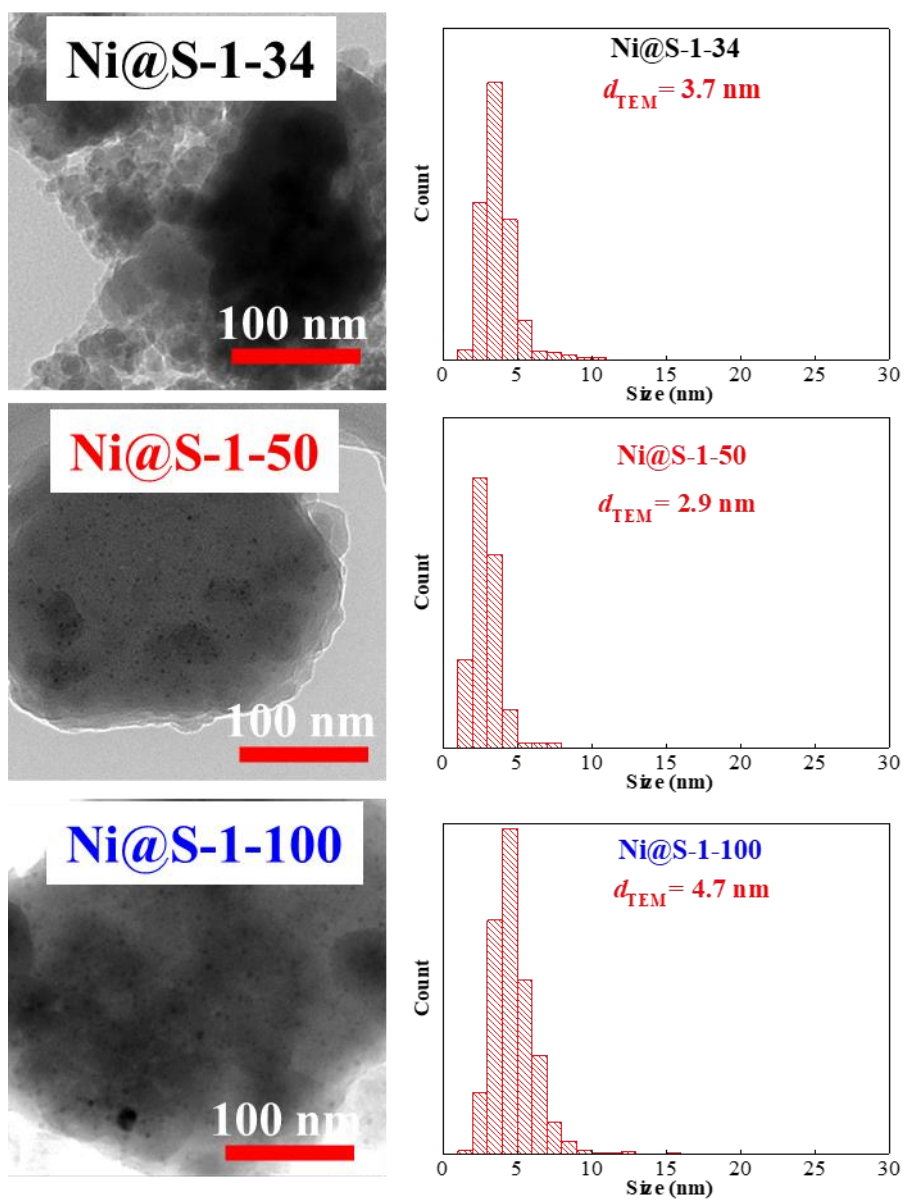 Ni@S-1-34
100 nm
Ni@S-1-34
dTEM = 3.7 nm
Count
0 5 10 15 20 25 30
Size (nm)
Ni@S-1-50
100 nm
Ni@S-1-50
dTEM = 2.9 nm
Count
0 5 10 15 20 25 30
Size (nm)
Ni@S-1-100
100 nm
Ni@S-1-100
dTEM = 4.7 nm
Count
0 5 10 15 20 25 30
Size (nm)